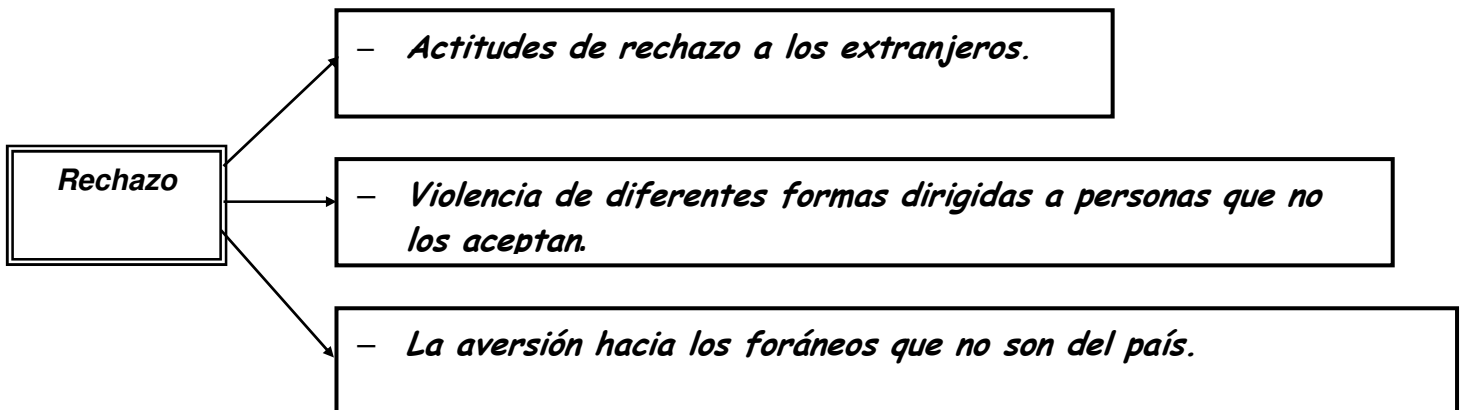 – Actitudes de rechazo a los extranjeros.
Rechazo
– Violencia de diferentes formas dirigidas a personas que no
los aceptan.
– La aversión hacia los foráneos que no son del país.